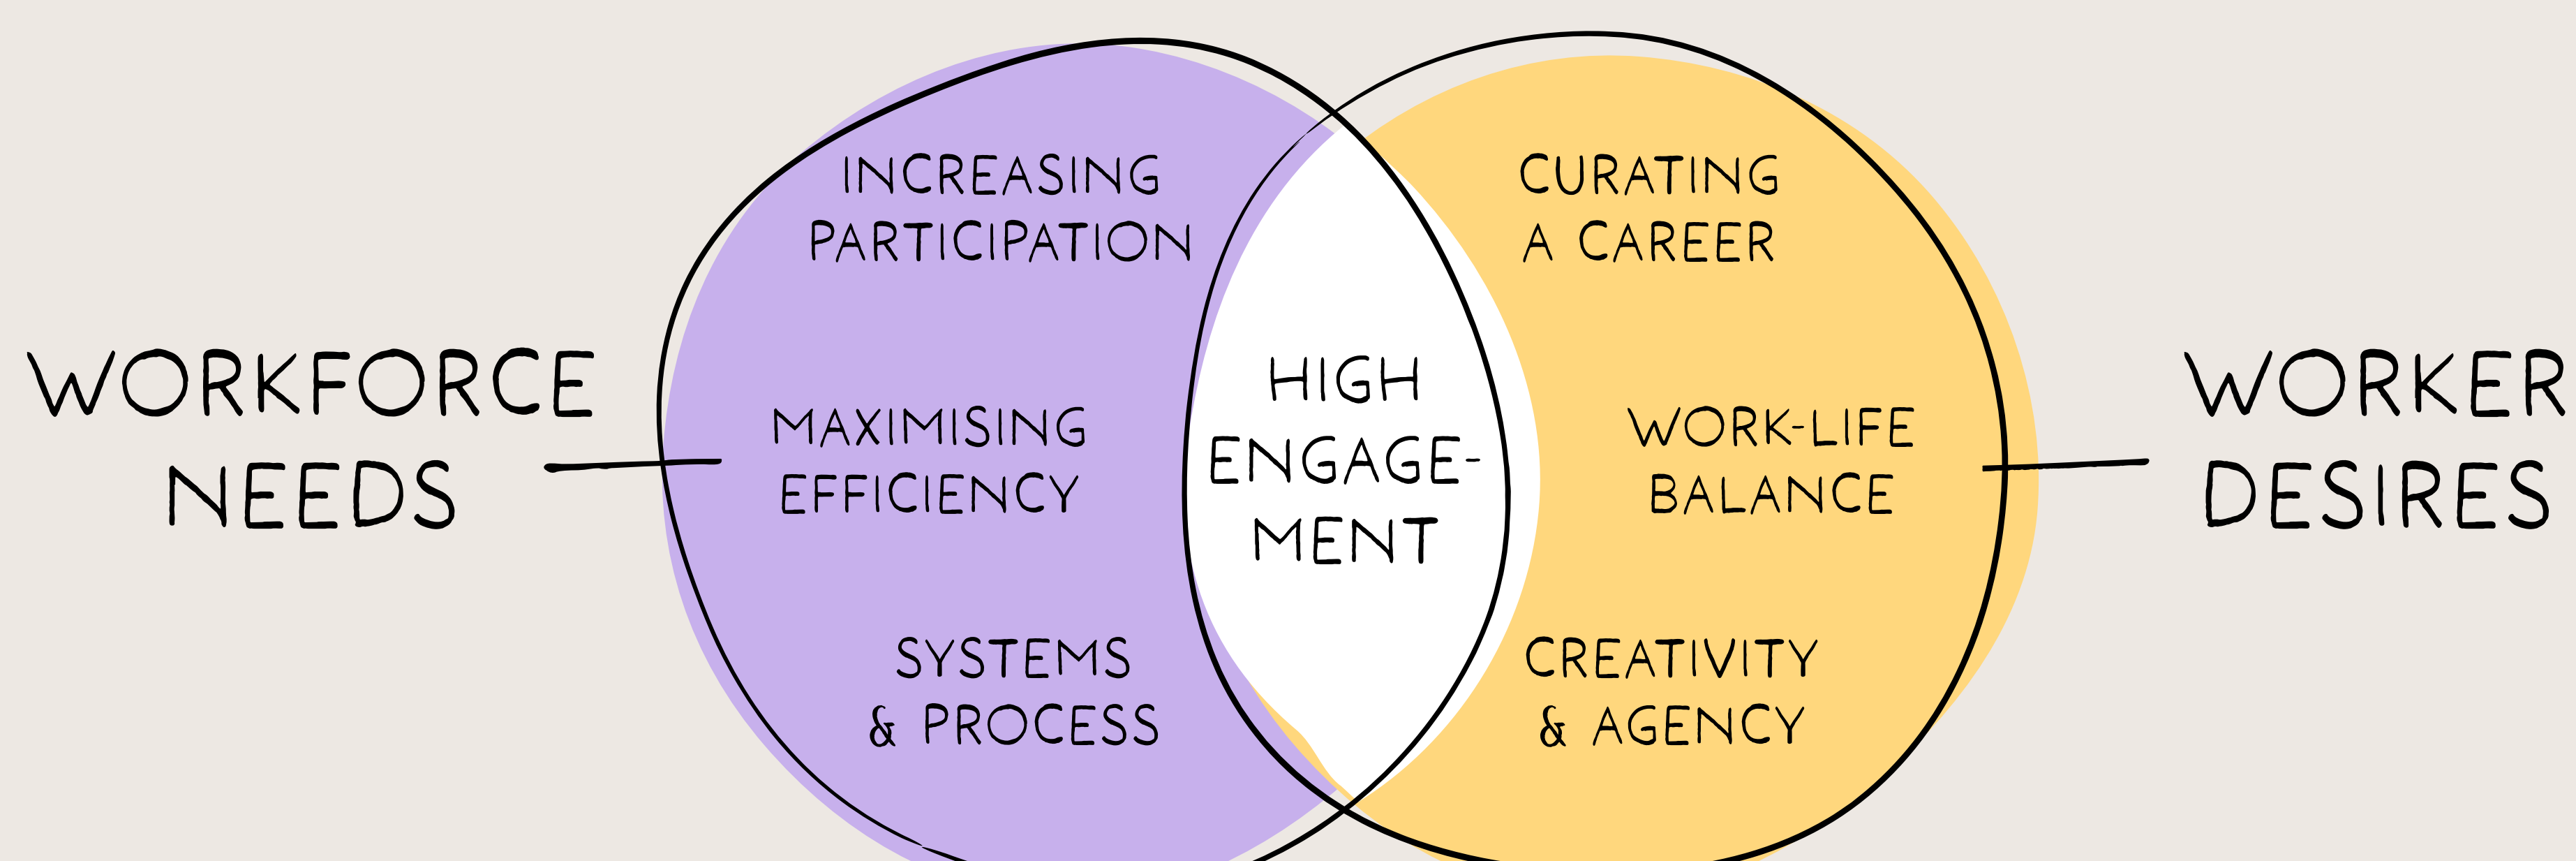 WORKFORCE
NEEDS
INCREASING
PARTICIPATION
MAXIMISING
EFFICIENCY
SYSTEMS
& PROCESS
HIGH
ENGAGE-
MENT
CURATING
A CAREER
WORK-LIFE
BALANCE
CREATIVITY
& AGENCY
WORKER
DESIRES